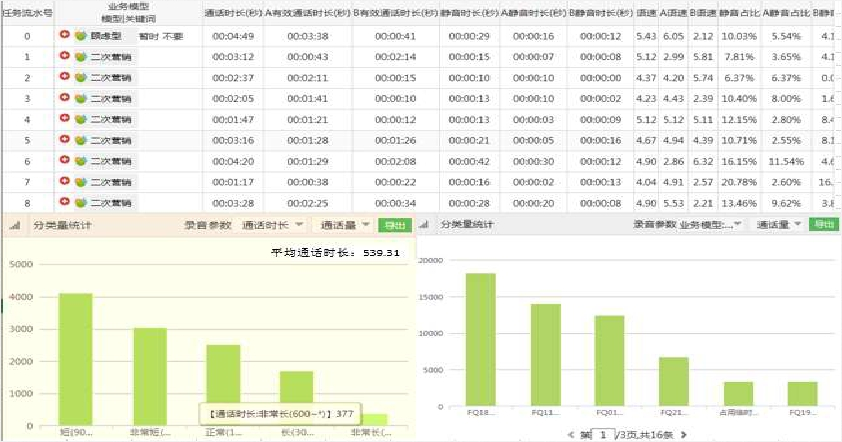 任务流水号 业务模型 模型|关键词 通话时长(秒) A有效通话时长(秒) B有效通话时长(秒) 静音时长(秒) A静音时长(秒) B静音时长(秒) 语速 A语速 B语速 静音占比 A静音占比 B静音
0 顾虑型 暂时 不要 00:04:49 00:03:38 00:00:41 00:00:29 00:00:16 00:00:12 5.43 6.05 2.12 10.03% 5.54% 4.1
1 二次营销 00:03:12 00:00:43 00:02:14 00:00:15 00:00:07 00:00:08 5.12 2.99 5.81 7.81% 3.65% 4.1
2 二次营销 00:02:37 00:02:11 00:00:15 00:00:10 00:00:10 00:00:00 4.37 4.20 5.74 6.37% 6.37% 0.0
3 二次营销 00:02:05 00:01:41 00:00:10 00:00:13 00:00:10 00:00:02 4.23 4.43 2.39 10.40% 8.00% 1.6
4 二次营销 00:01:47 00:01:21 00:00:12 00:00:13 00:00:03 00:00:09 5.12 5.12 5.11 12.15% 2.80% 8.4
5 二次营销 00:03:16 00:01:28 00:01:26 00:00:21 00:00:05 00:00:16 4.67 4.94 4.39 10.71% 2.55% 8.1
6 二次营销 00:04:20 00:01:29 00:02:08 00:00:42 00:00:30 00:00:12 4.90 2.86 6.32 16.15% 11.54% 4.6
7 二次营销 00:01:17 00:00:38 00:00:22 00:00:16 00:00:02 00:00:13 4.04 4.91 2.57 20.78% 2.60% 16.
8 二次营销 00:03:28 00:02:25 00:00:34 00:00:28 00:00:20 00:00:08 4.90 5.53 2.21 13.46% 9.62% 3.8
分类量统计 录音参数 通话时长 通话量 导出
平均通话时长：539.31
5000
4000
3000
2000
1000
0
【通话时长:非常长(600~*)】377
短(90... 非常短(... 正常(1... 长(30... 非常长(...
分类量统计 录音参数 业务模型:... 通话量 导出
20000
15000
10000
5000
0
FQ18... FQ11... FQ01... FQ21... 占用临时... FQ19...
< 第 1 /3页,共16条 >